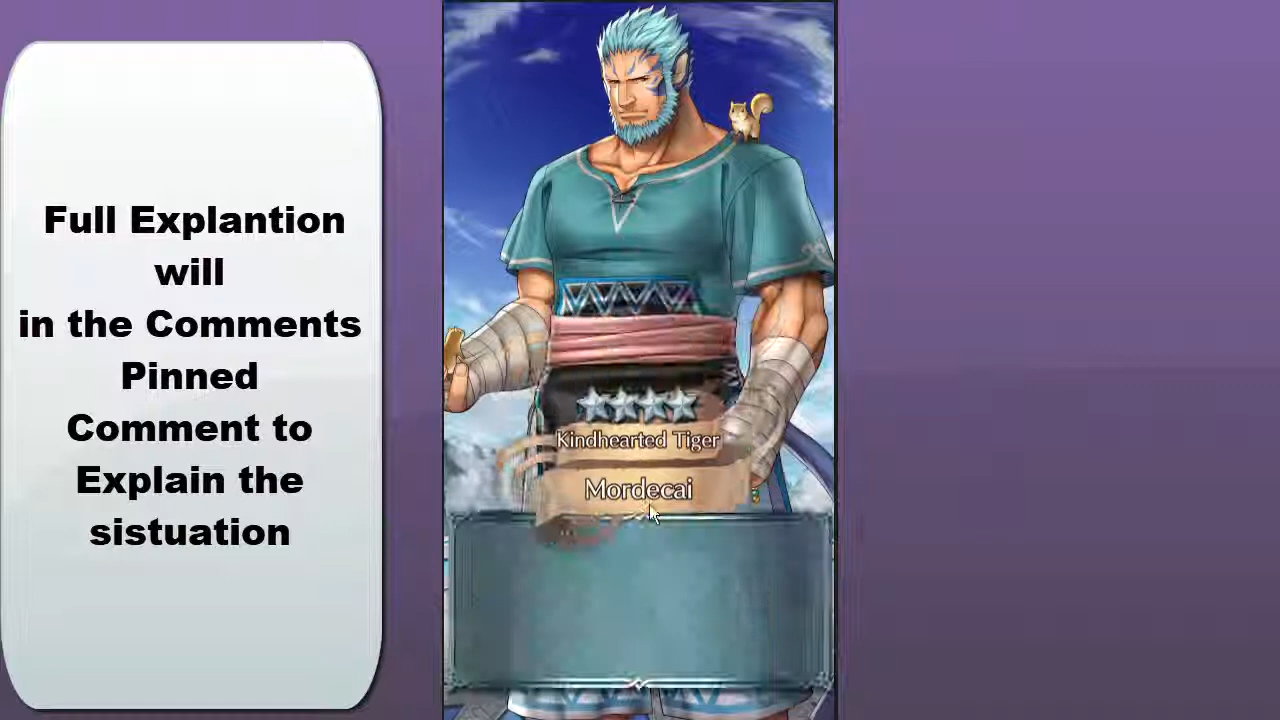 Full Explantion
will
in the Comments
Pinned
Comment to
Explain the
sistuation
Kindhearted Tiger
Mordecai